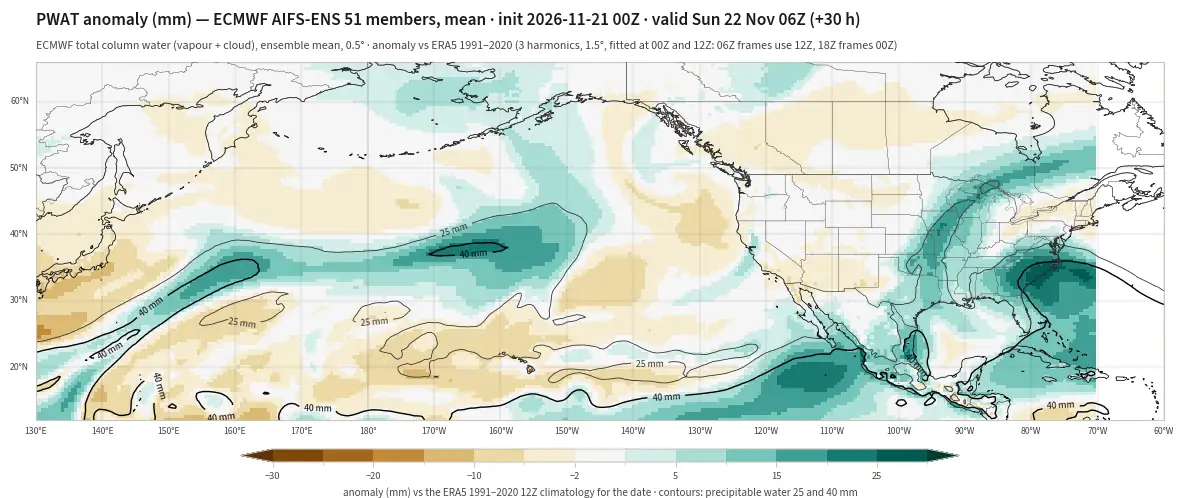 PWAT anomaly (mm) — ECMWF AIFS-ENS 51 members, mean · init 2026-11-21 00Z · valid Sun 22 Nov 06Z (+30 h)
ECMWF total column water (vapour + cloud), ensemble mean, 0.5° · anomaly vs ERA5 1991–2020 (3 harmonics, 1.5°, fitted at 00Z and 12Z: 06Z frames use 12Z, 18Z frames 00Z)
60°N
50°N
40°N
30°N
20°N
25 mm
40 mm
40 mm
25 mm
25 mm
40 mm
25 mm
40 mm
40 mm
40 mm
40 mm
40 mm
130°E 140°E 150°E 160°E 170°E 180° 170°W 160°W 150°W 140°W 130°W 120°W 110°W 100°W 90°W 80°W 70°W 60°W
−30 −20 −10 −2 5 15 25
anomaly (mm) vs the ERA5 1991–2020 12Z climatology for the date · contours: precipitable water 25 and 40 mm